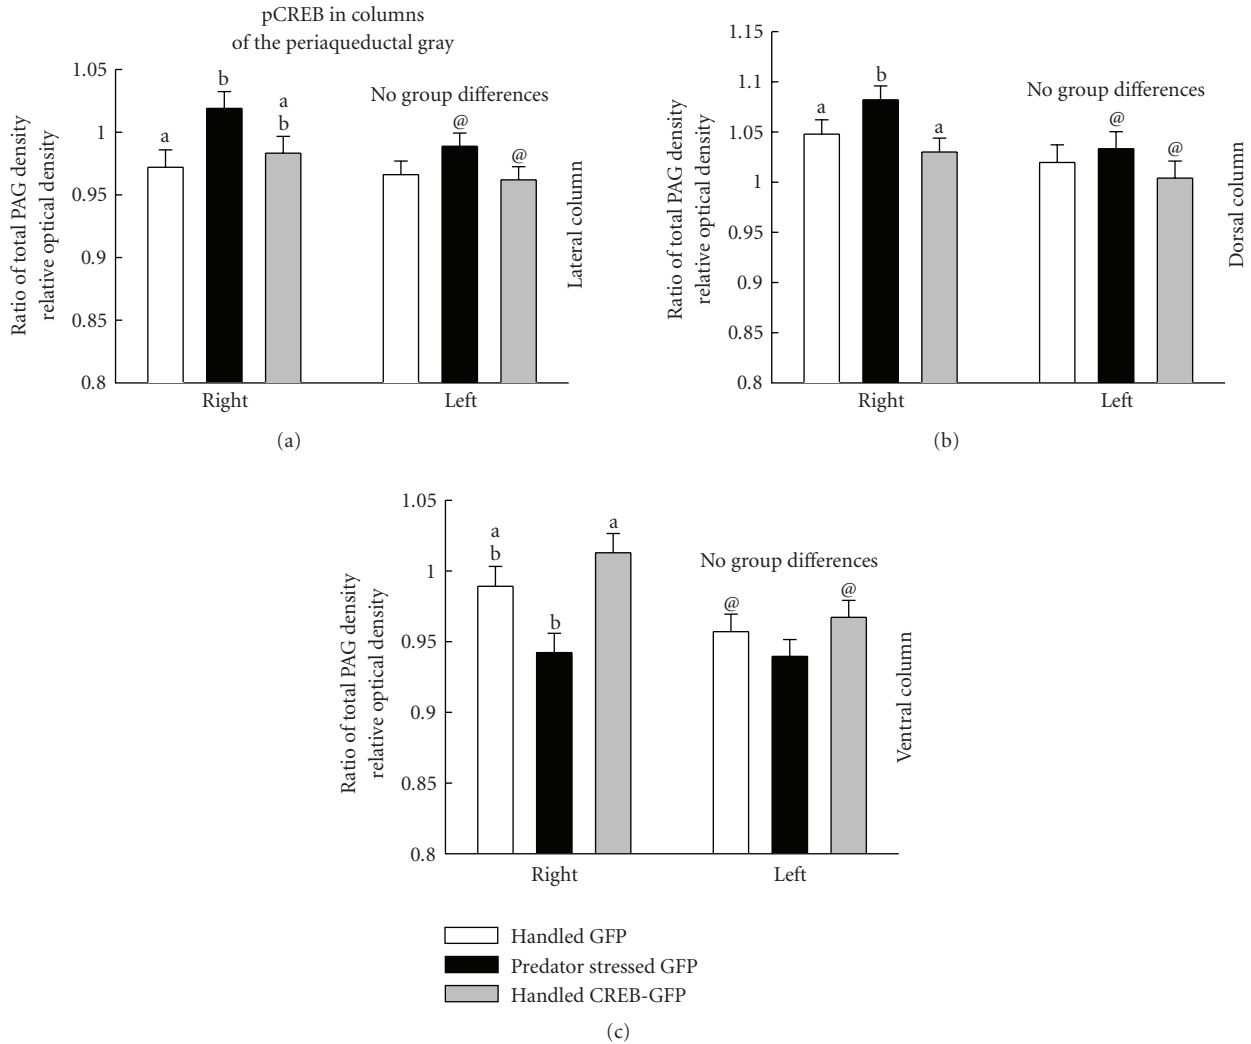 pCREB in columns
of the periaqueductal gray
1.05
1
0.95
0.9
0.85
0.8
Ratio of total PAG density
relative optical density
a
b
a
b
No group differences
@
@
Lateral column
Right
Left
(a)
1.15
1.1
1.05
1
0.95
0.9
0.85
0.8
Ratio of total PAG density
relative optical density
a
b
a
No group differences
@
@
Dorsal column
Right
Left
(b)
1.05
1
0.95
0.9
0.85
0.8
Ratio of total PAG density
relative optical density
a
b
b
a
No group differences
@
@
Ventral column
Right
Left
Handled GFP
Predator stressed GFP
Handled CREB-GFP
(c)